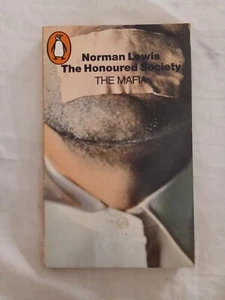 Norman Lewis
The Honoured Society
THE MAFIA